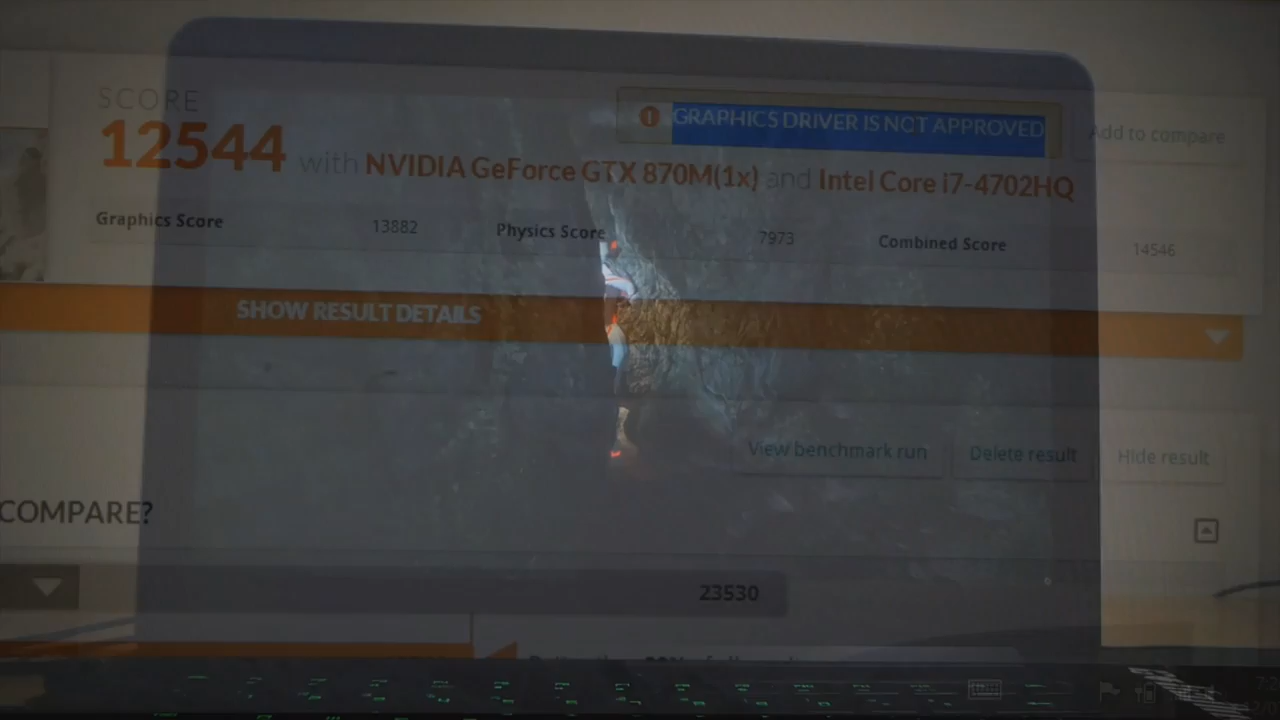 SCORE
GRAPHICS DRIVER IS NOT APPROVED
Add to compare
12544 with NVIDIA GeForce GTX 870M(1x) and Intel Core i7-4702HQ
Graphics Score 13882 Physics Score 7973 Combined Score 14546
SHOW RESULT DETAILS
View benchmark run Delete result Hide result
COMPARE?
23530